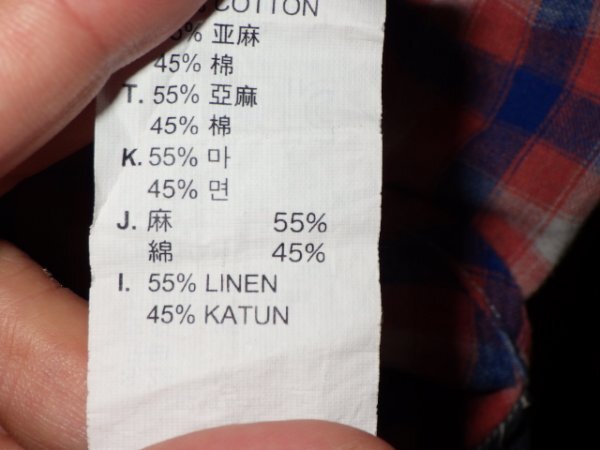 COTTON
亚麻
45% 棉
T. 55% 亞麻
45% 棉
K. 55% 마
45% 면
J. 麻 55%
綿 45%
I. 55% LINEN
45% KATUN